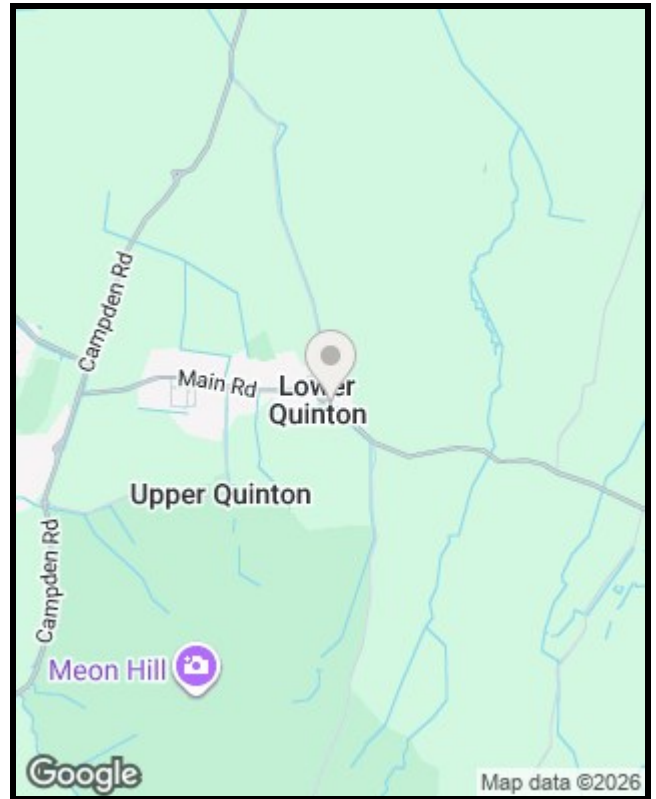 Campden Rd
Main Rd
Lower
Quinton
Upper Quinton
Campden Rd
Meon Hill
Google
Map data ©2026